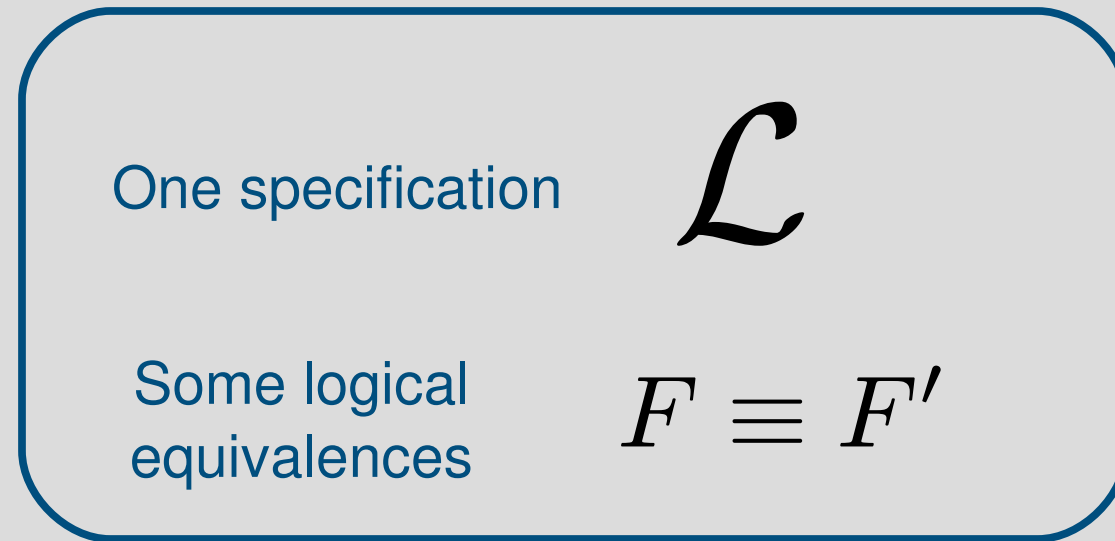 One specification ℒ
Some logical
equivalences
F ≡ F′